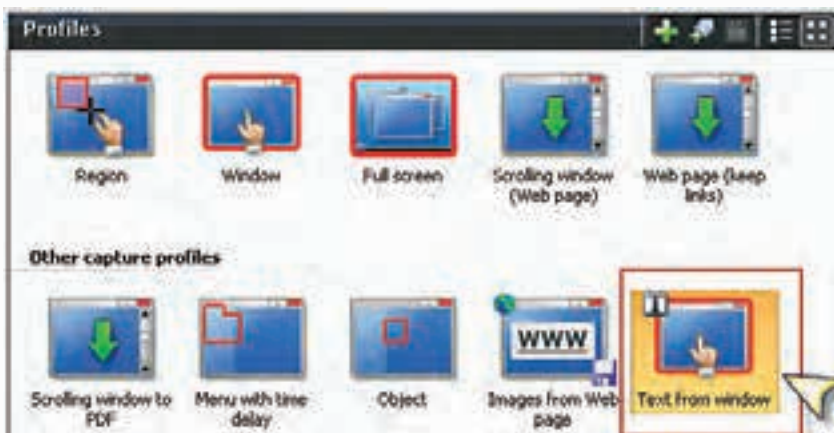 Profiles
Region
Window
Full screen
Scrolling window
(Web page)
Web page (keep
links)
Other capture profiles
Scrolling window to
PDF
Menu with time
delay
Object
WWW
Images from Web
page
Text from window